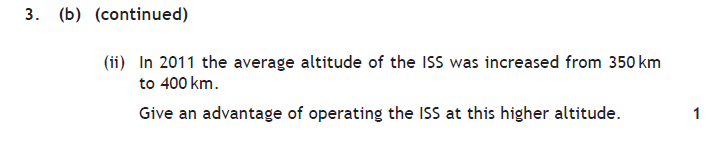 3. (b) (continued)
(ii) In 2011 the average altitude of the ISS was increased from 350 km
to 400 km.
Give an advantage of operating the ISS at this higher altitude. 1